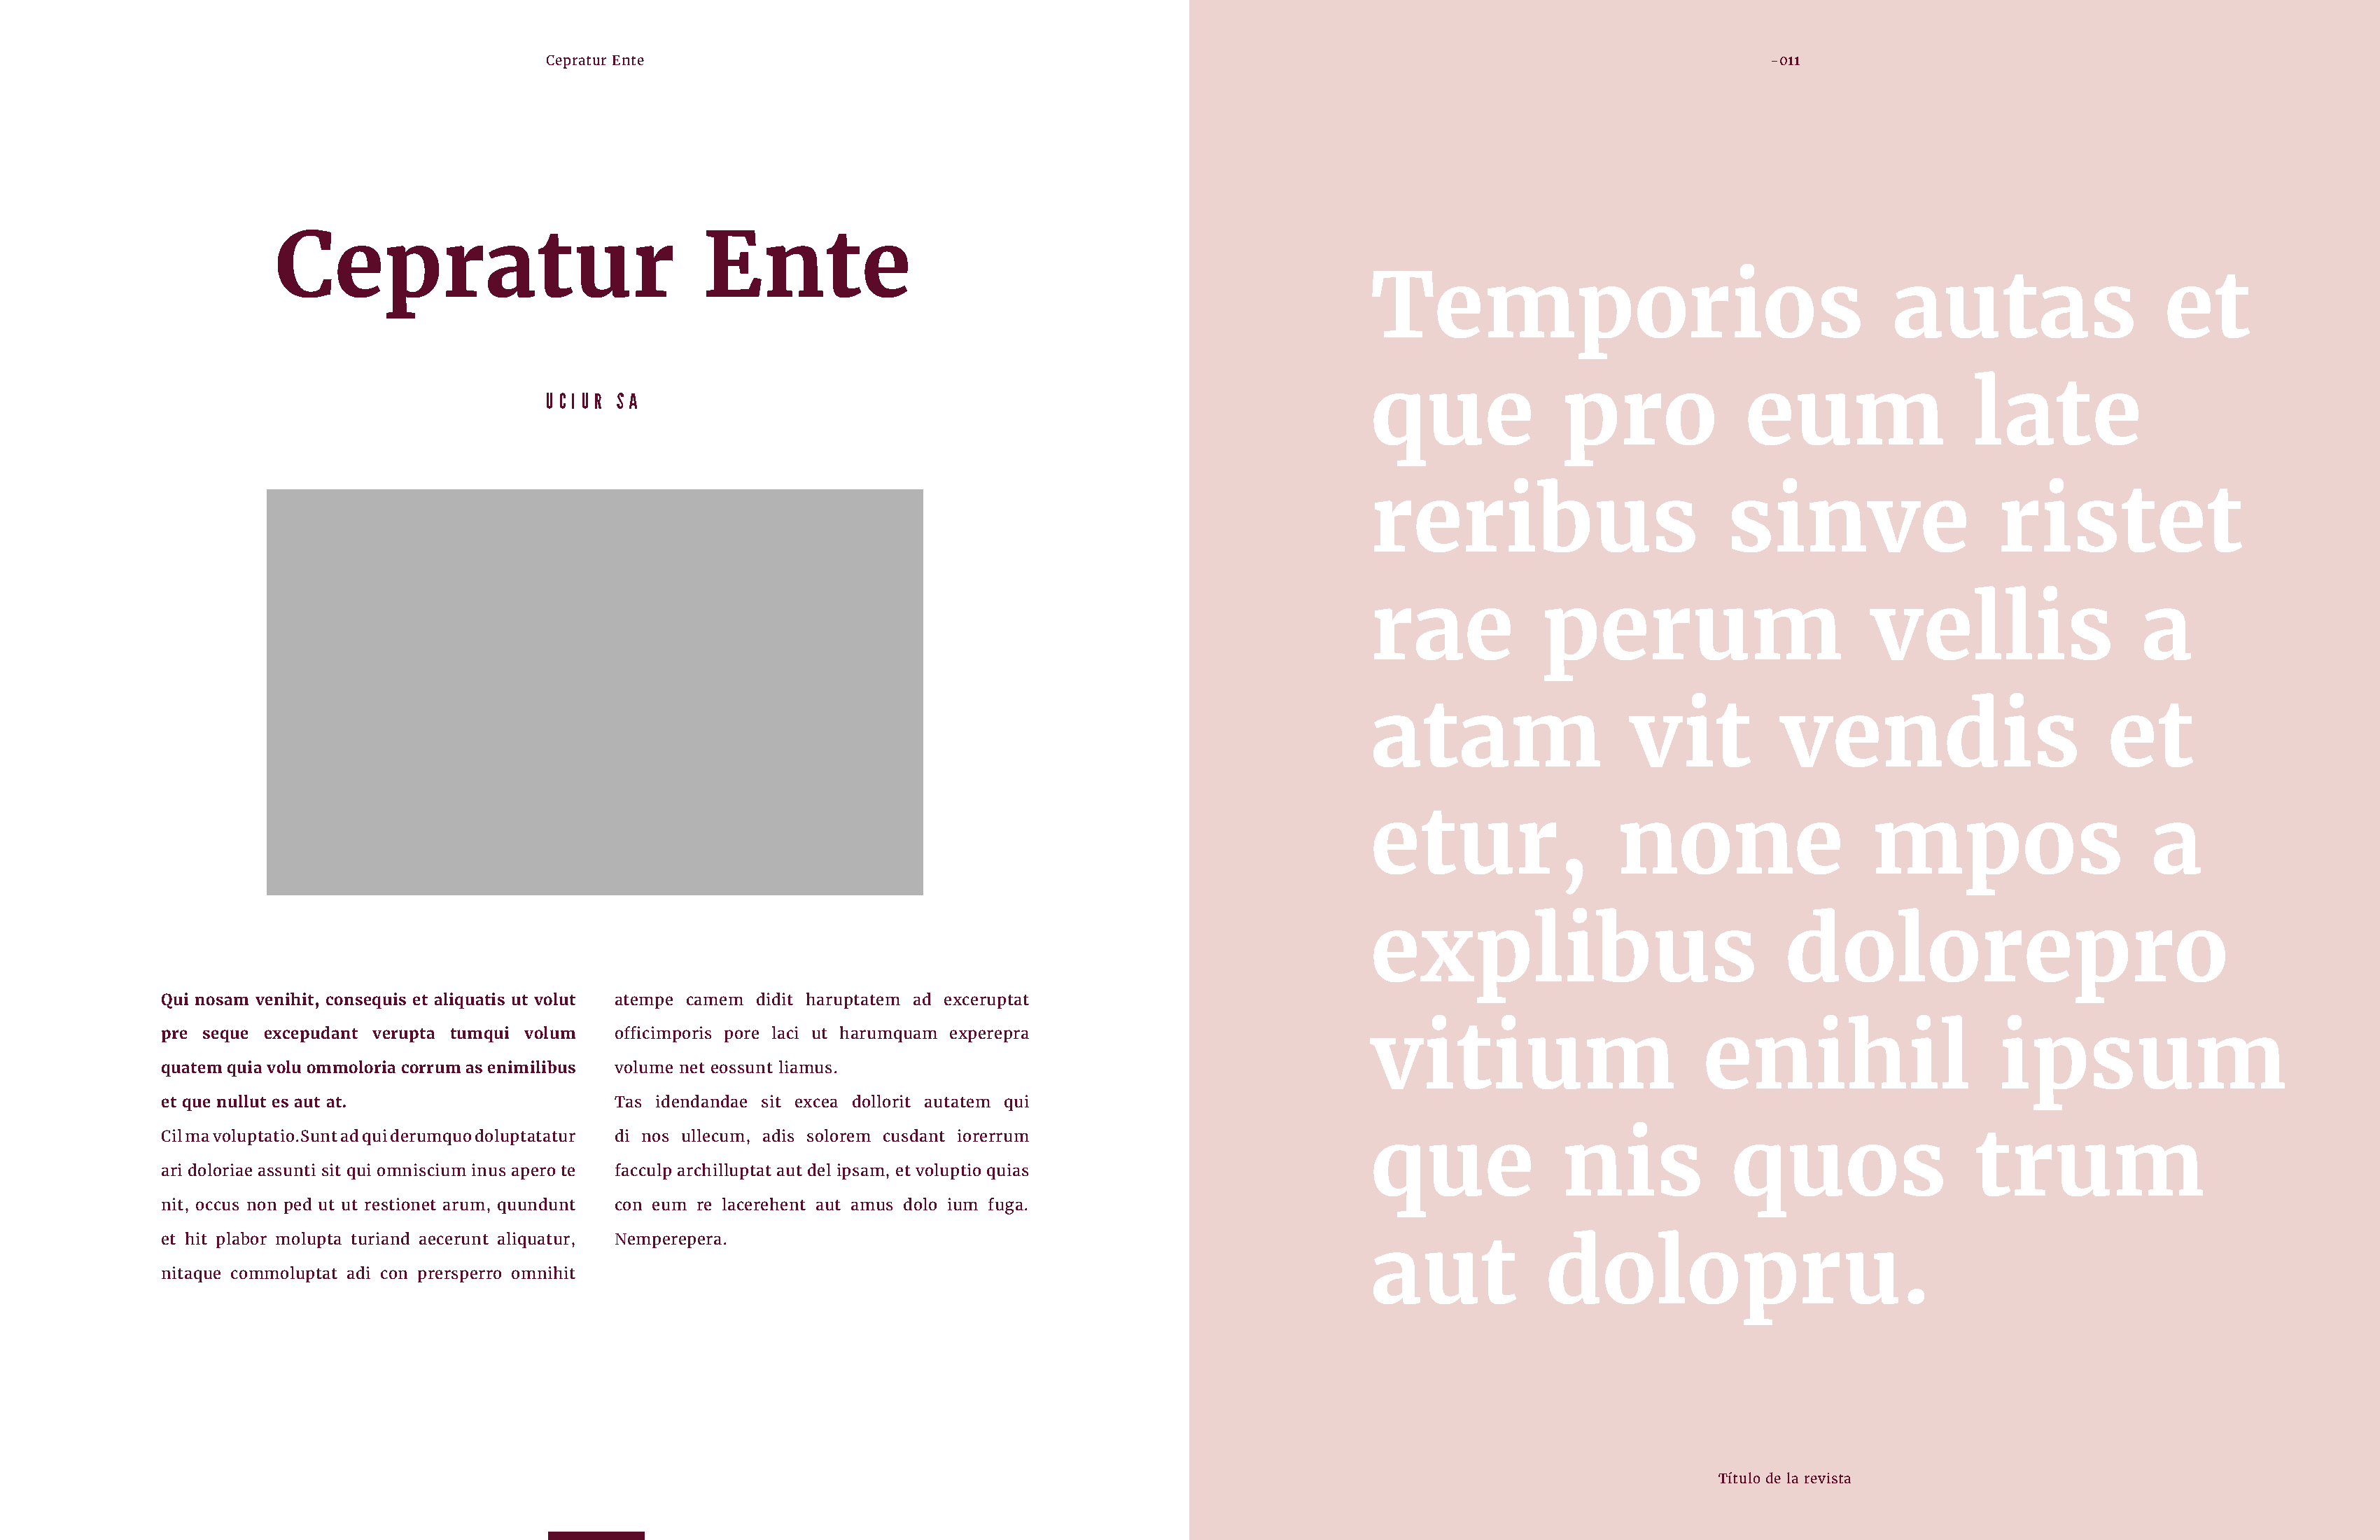 Cepratur Ente
Cepratur Ente
UCIUR SA
Qui nosam venihit, consequis et aliquatis ut volut
pre seque excepudant verupta tumqui volum
quatem quia volu ommoloria corrum as enimilibus
et que nullut es aut at.
Cil ma voluptatio.Sunt ad qui derumquo doluptatatur
ari doloriae assunti sit qui omniscium inus apero te
nit, occus non ped ut ut restionet arum, quundunt
et hit plabor molupta turiand aecerunt aliquatur,
nitaque commoluptat adi con prersperro omnihit
atempe camem didit haruptatem ad exceruptat
officimporis pore laci ut harumquam experepra
volume net eossunt liamus.
Tas idendandae sit excea dollorit autatem qui
di nos ullecum, adis solorem cusdant iorerrum
facculp archilluptat aut del ipsam, et voluptio quias
con eum re lacerehent aut amus dolo ium fuga.
Nemperepera.
-011
Temporios autas et
que pro eum late
reribus sinve ristet
rae perum vellis a
atam vit vendis et
etur, none mpos a
explibus dolorepro
vitium enihil ipsum
que nis quos trum
aut dolopru.
Título de la revista